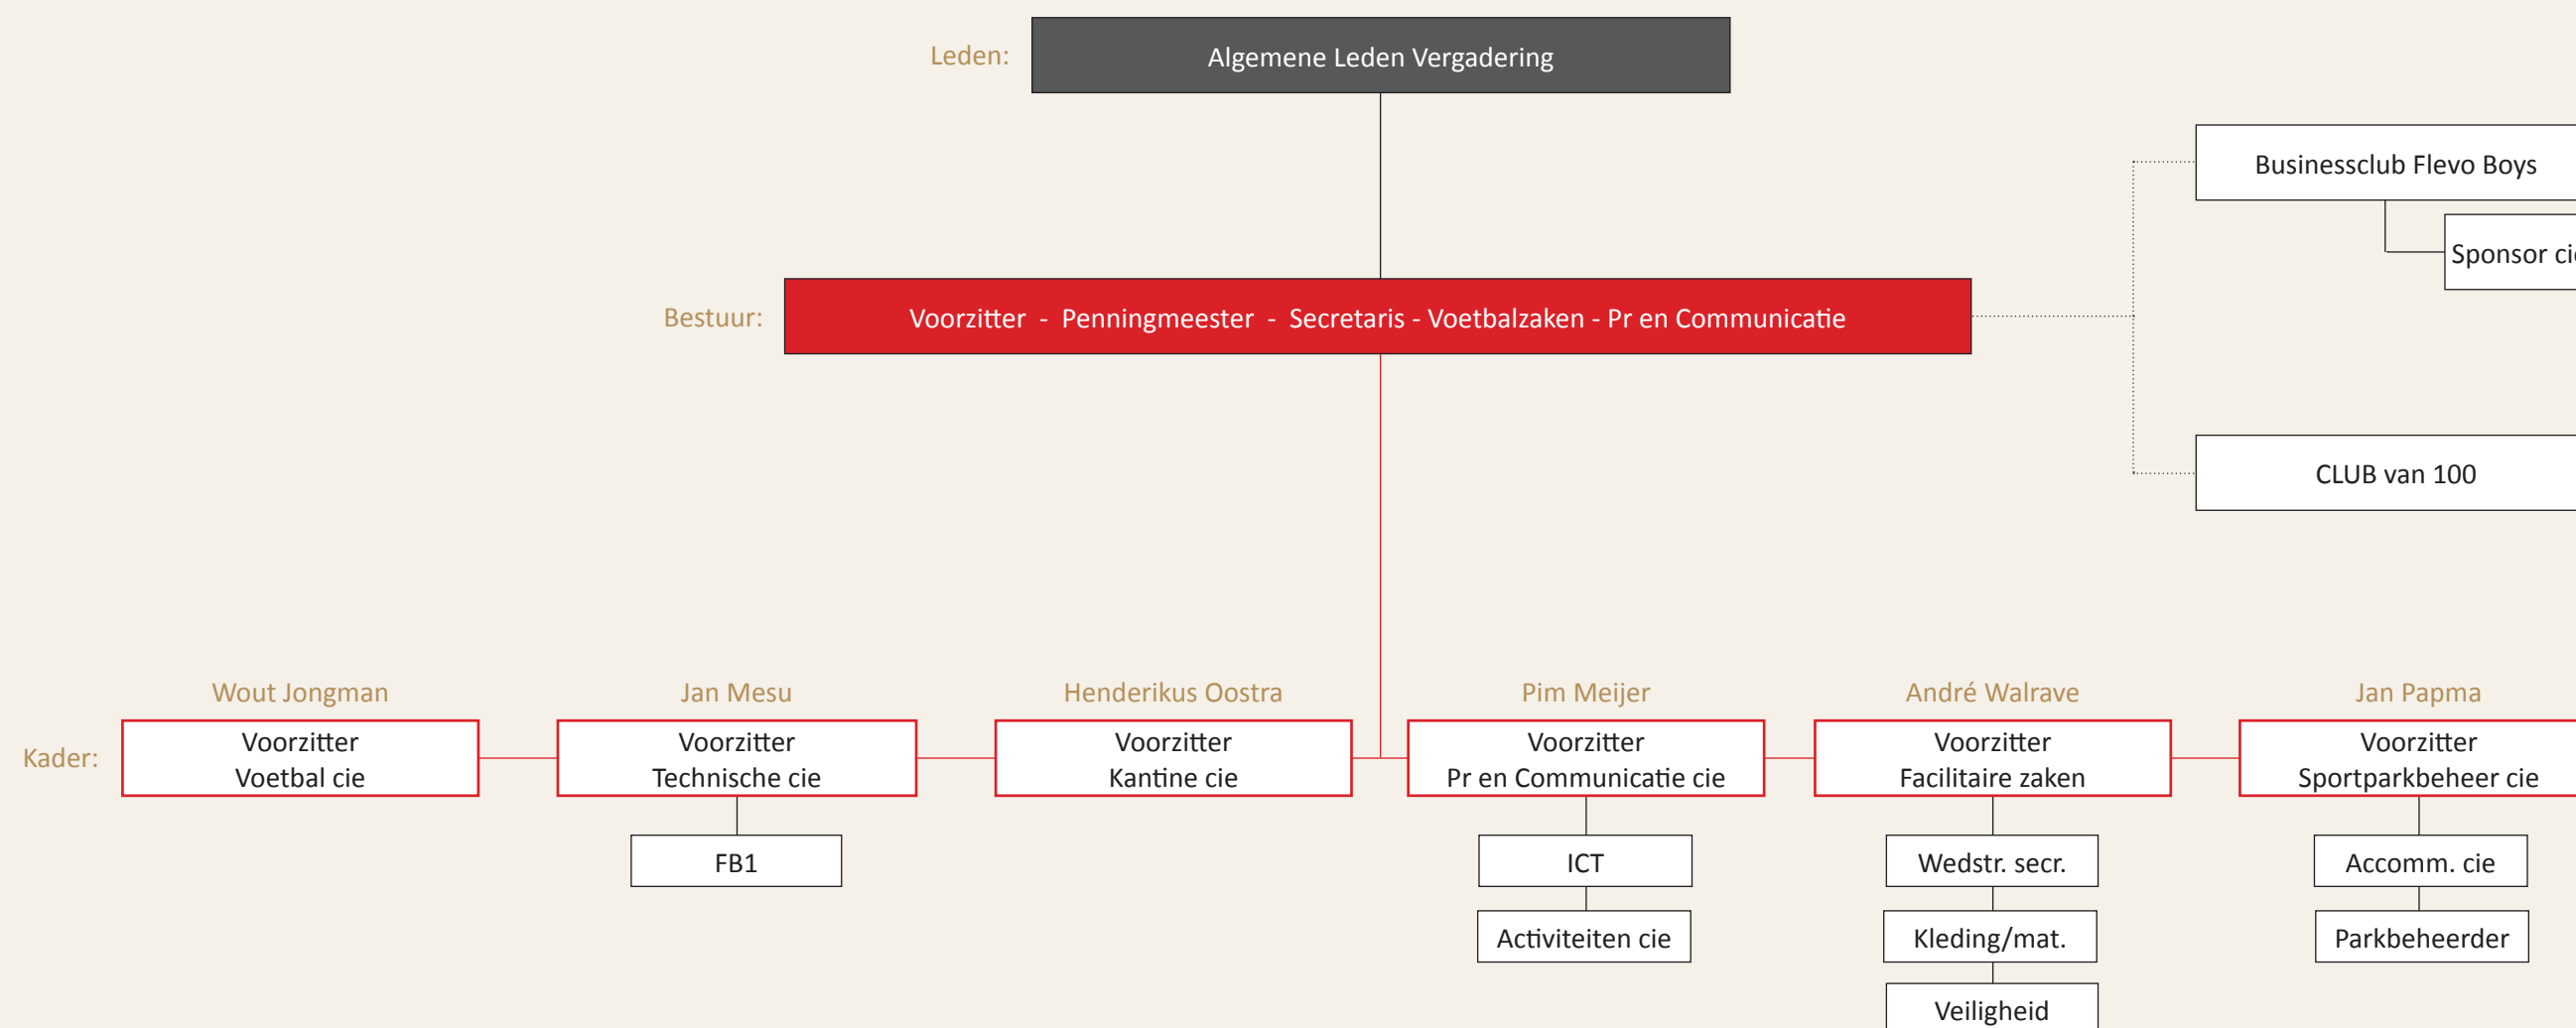 Leden:
Algemene Leden Vergadering
Businessclub Flevo Boys
Sponsor cie
Bestuur:
Voorzitter - Penningmeester - Secretaris - Voetbalzaken - Pr en Communicatie
CLUB van 100
Kader:
Wout Jongman
Voorzitter
Voetbal cie
Jan Mesu
Voorzitter
Technische cie
FB1
Henderikus Oostra
Voorzitter
Kantine cie
Pim Meijer
Voorzitter
Pr en Communicatie cie
ICT
Activiteiten cie
André Walrave
Voorzitter
Facilitaire zaken
Wedstr. secr.
Kleding/mat.
Veiligheid
Jan Papma
Voorzitter
Sportparkbeheer cie
Accomm. cie
Parkbeheerder